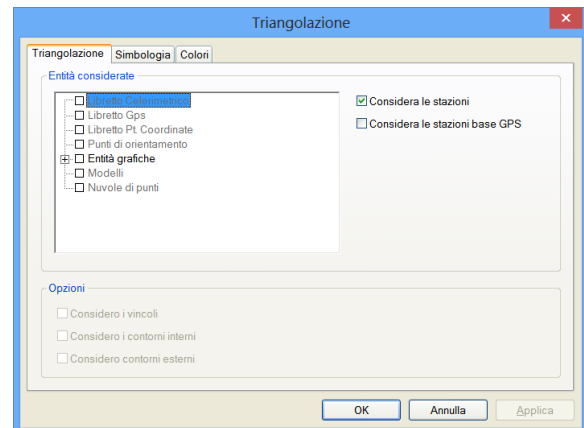 Triangolazione
Triangolazione Simbologia Colori
Entità considerate
Libretto Celerimetrico
Libretto Gps
Libretto Pt. Coordinate
Punti di orientamento
Entità grafiche
Modelli
Nuvole di punti
Considera le stazioni
Considera le stazioni base GPS
Opzioni
Considero i vincoli
Considero i contorni interni
Considero contorni esterni
OK Annulla Applica